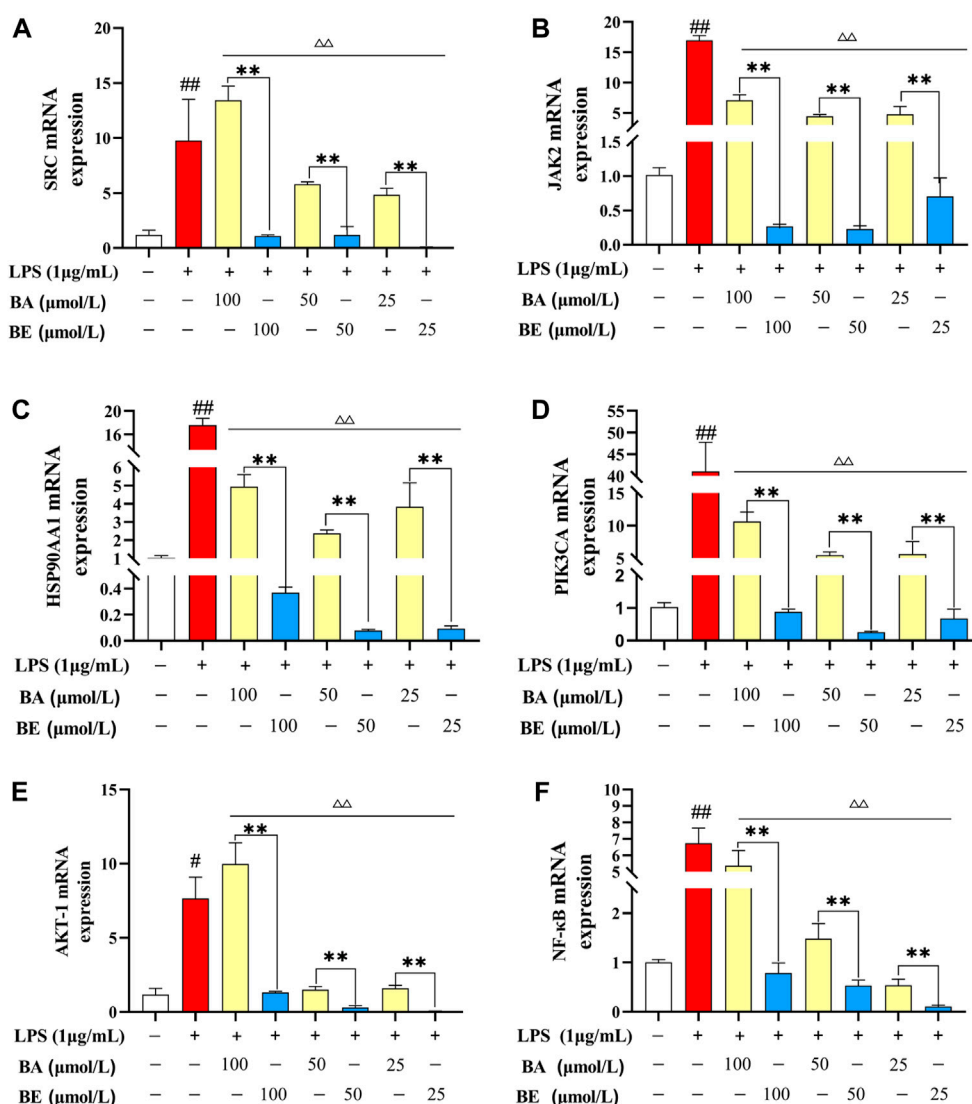 A
SRC mRNA
expression
20
15
10
5
0
##
△△
**
**
**
LPS (1μg/mL) – + + + + + + +
BA (μmol/L) – – 100 – 50 – 25 –
BE (μmol/L) – – – 100 – 50 – 25
B
JAK2 mRNA
expression
20
15
10
5
1.5
1.0
0.5
0.0
##
△△
**
**
**
LPS (1μg/mL) – + + + + + + +
BA (μmol/L) – – 100 – 50 – 25 –
BE (μmol/L) – – – 100 – 50 – 25
C
HSP90AA1 mRNA
expression
20
16
6
5
4
3
2
1
0.4
0.2
0.0
##
△△
**
**
**
LPS (1μg/mL) – + + + + + + +
BA (μmol/L) – – 100 – 50 – 25 –
BE (μmol/L) – – – 100 – 50 – 25
D
PIK3CA mRNA
expression
55
50
45
40
15
10
5
2
1
0
##
△△
**
**
**
LPS (1μg/mL) – + + + + + + +
BA (μmol/L) – – 100 – 50 – 25 –
BE (μmol/L) – – – 100 – 50 – 25
E
AKT-1 mRNA
expression
15
10
5
0
#
△△
**
**
**
LPS (1μg/mL) – + + + + + + +
BA (μmol/L) – – 100 – 50 – 25 –
BE (μmol/L) – – – 100 – 50 – 25
F
NF-κB mRNA
expression
10
9
8
7
6
5
2
1
0
##
△△
**
**
**
LPS (1μg/mL) – + + + + + + +
BA (μmol/L) – – 100 – 50 – 25 –
BE (μmol/L) – – – 100 – 50 – 25